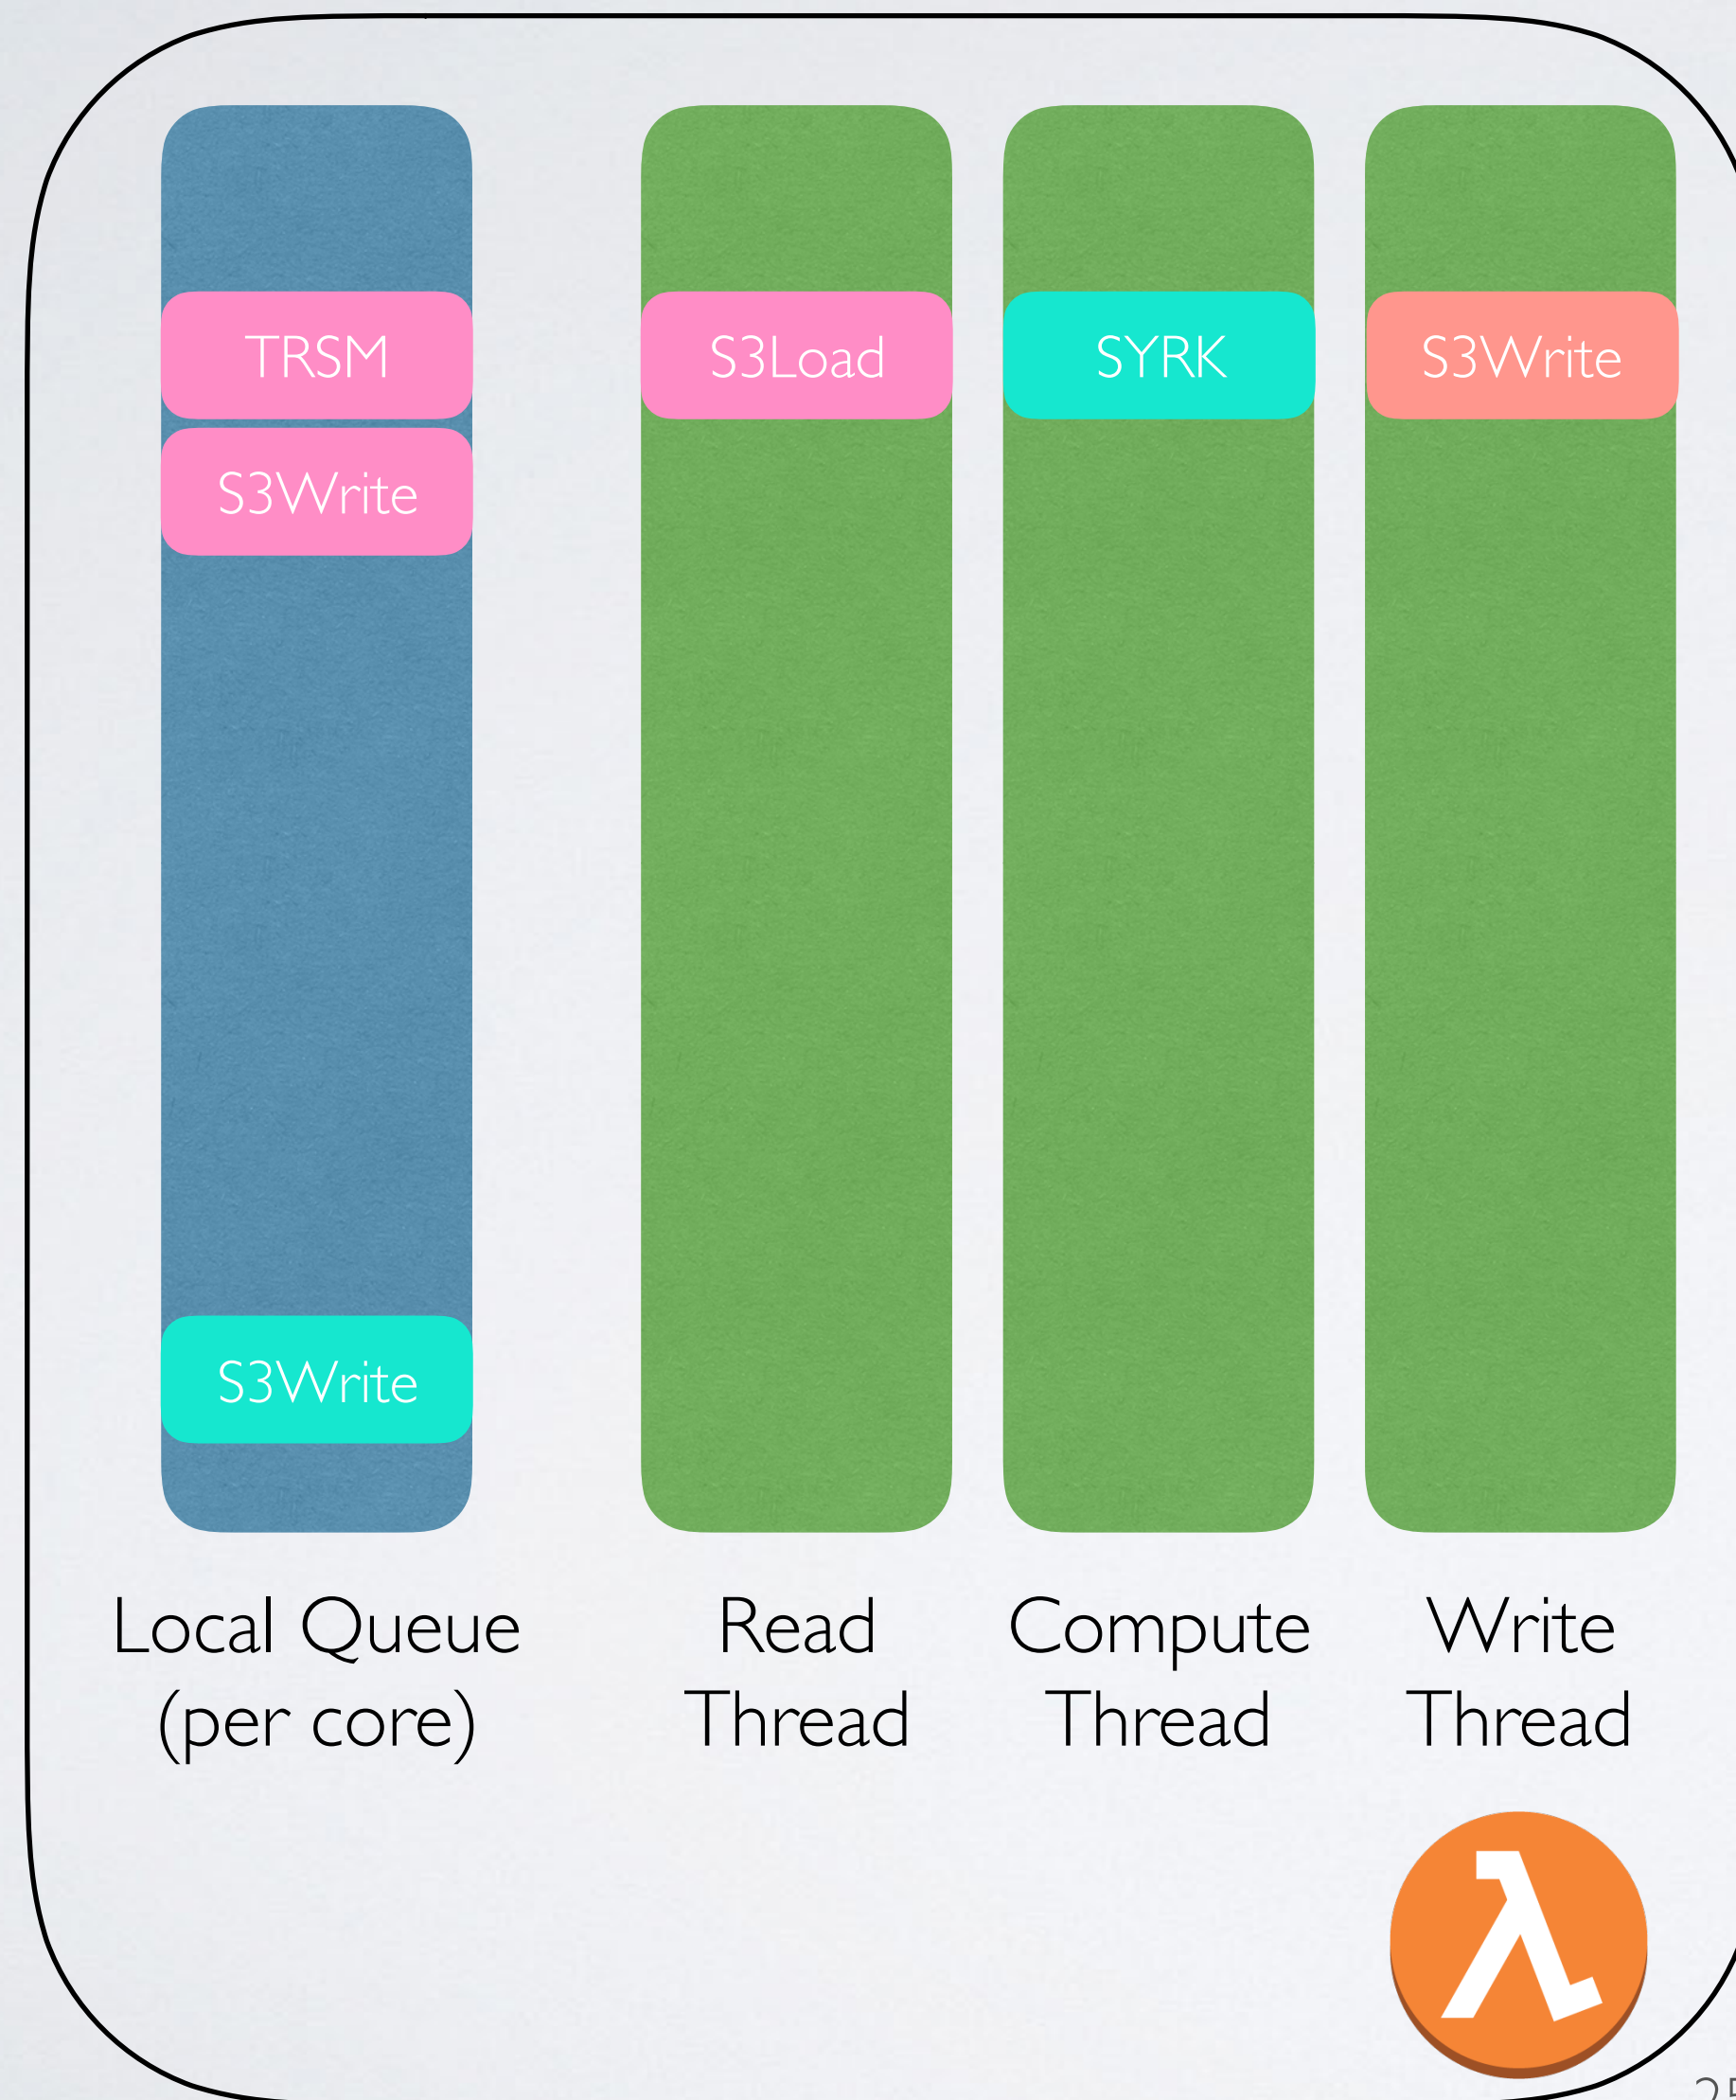 TRSM
S3Load
SYRK
S3Write
S3Write
S3Write
Local Queue
(per core)
Read
Thread
Compute
Thread
Write
Thread
λ